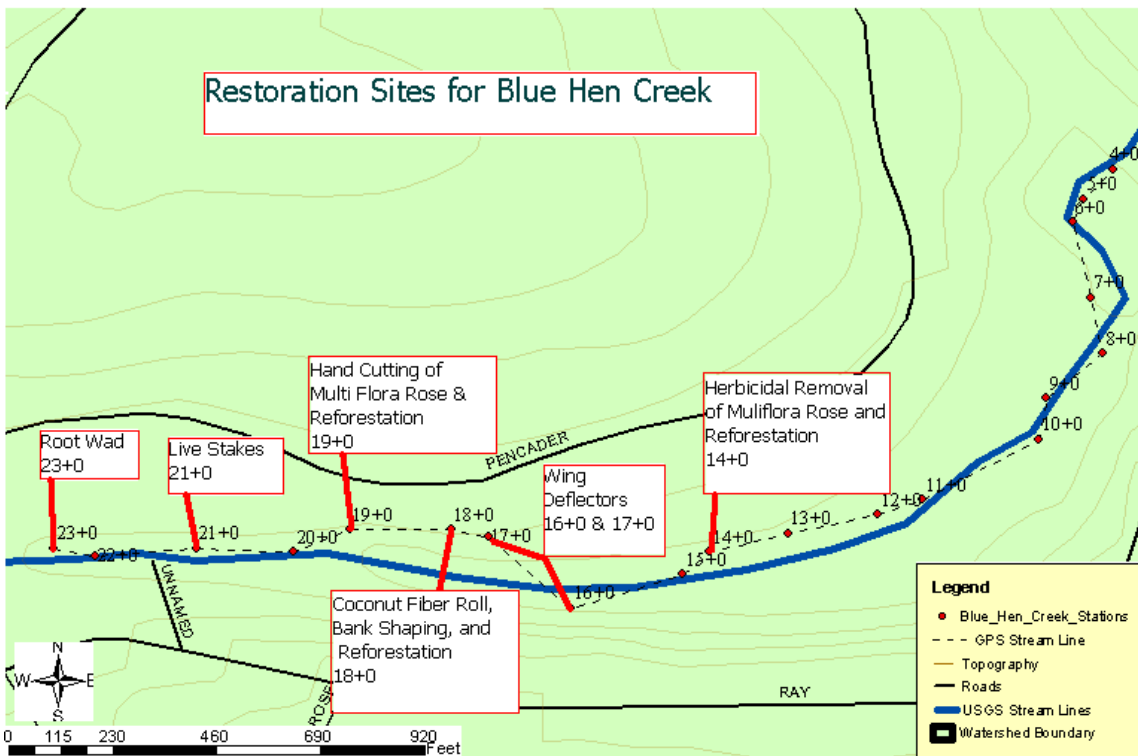 Restoration Sites for Blue Hen Creek
4+0
5+0
6+0
7+0
8+0
9+0
10+0
11+0
12+0
13+0
14+0
15+0
16+0
17+0
18+0
19+0
20+0
21+0
22+0
23+0
Root Wad
23+0
Live Stakes
21+0
Hand Cutting of
Multi Flora Rose &
Reforestation
19+0
Wing
Deflectors
16+0 & 17+0
Herbicidal Removal
of Muliflora Rose and
Reforestation
14+0
Coconut Fiber Roll,
Bank Shaping, and
Reforestation
18+0
PENCADER
UNNAMED
ROSE
RAY
N
W E
S
0 115 230 460 690 920
Feet
Legend
Blue_Hen_Creek_Stations
GPS Stream Line
Topography
Roads
USGS Stream Lines
Watershed Boundary